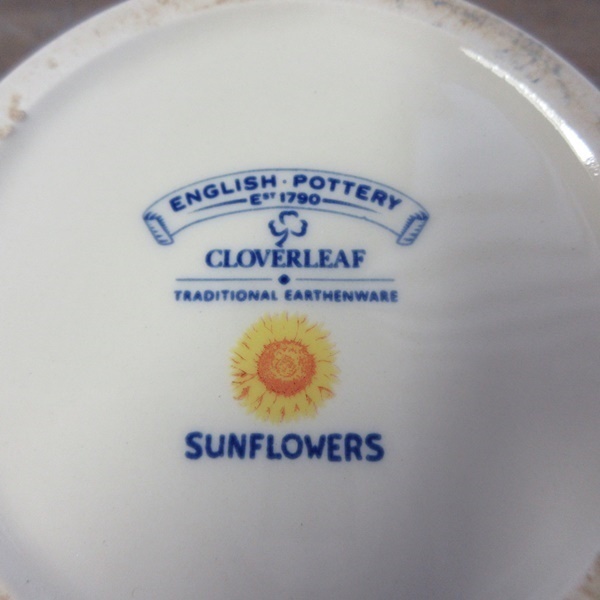 ENGLISH · POTTERY
EST 1790
CLOVERLEAF
TRADITIONAL EARTHENWARE
SUNFLOWERS